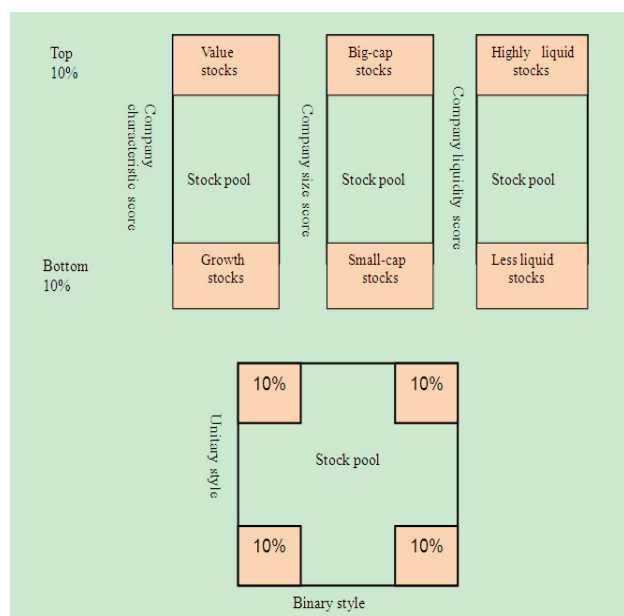 Top
10%
Value
stocks
Big-cap
stocks
Highly liquid
stocks
Company
characteristic score
Company size score
Company liquidity score
Stock pool
Stock pool
Stock pool
Bottom
10%
Growth
stocks
Small-cap
stocks
Less liquid
stocks
10%
10%
Unitary style
Stock pool
10%
10%
Binary style